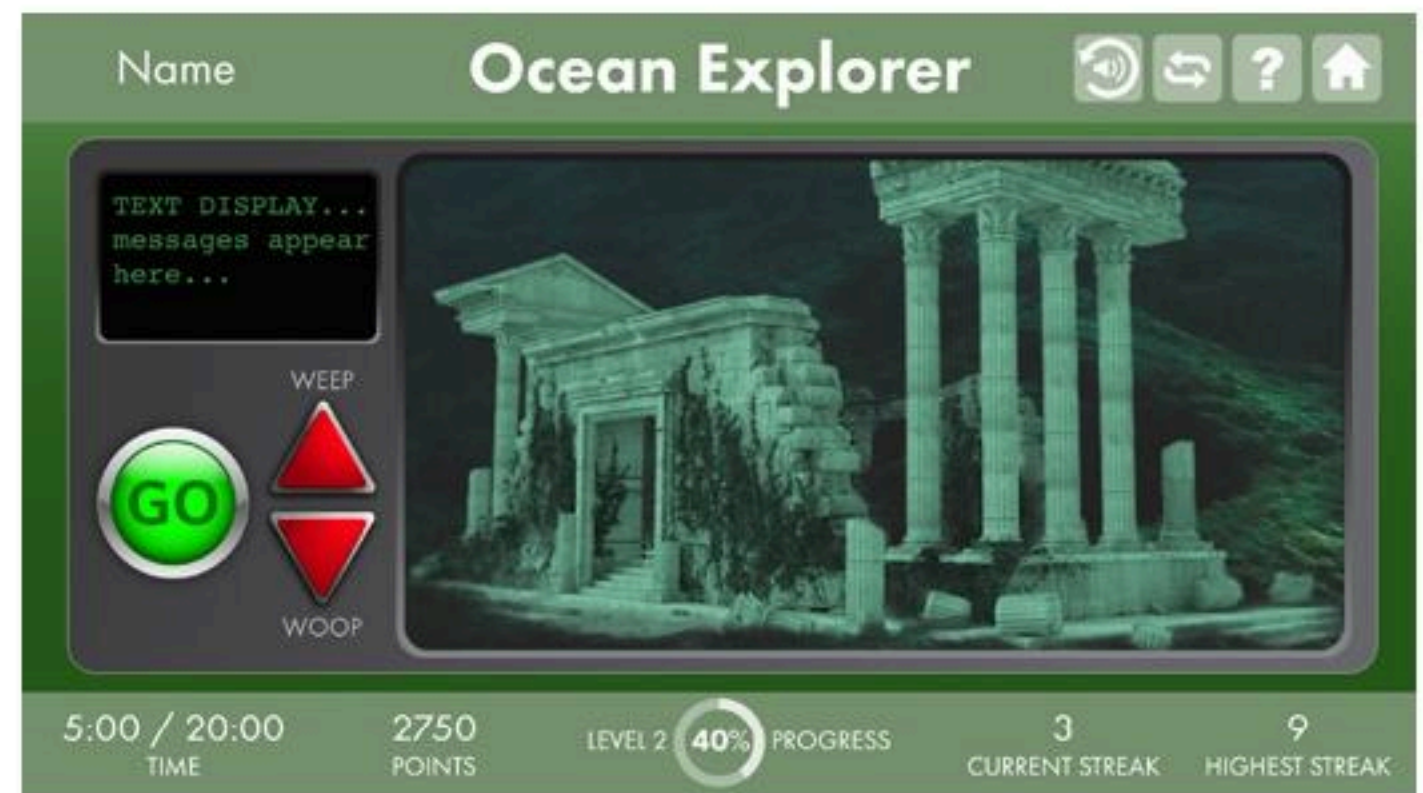 Name
Ocean Explorer
?
TEXT DISPLAY...
messages appear
here...
WEEP
GO
WOOP
5:00 / 20:00
TIME
2750
POINTS
LEVEL 2 40% PROGRESS
3
CURRENT STREAK
9
HIGHEST STREAK